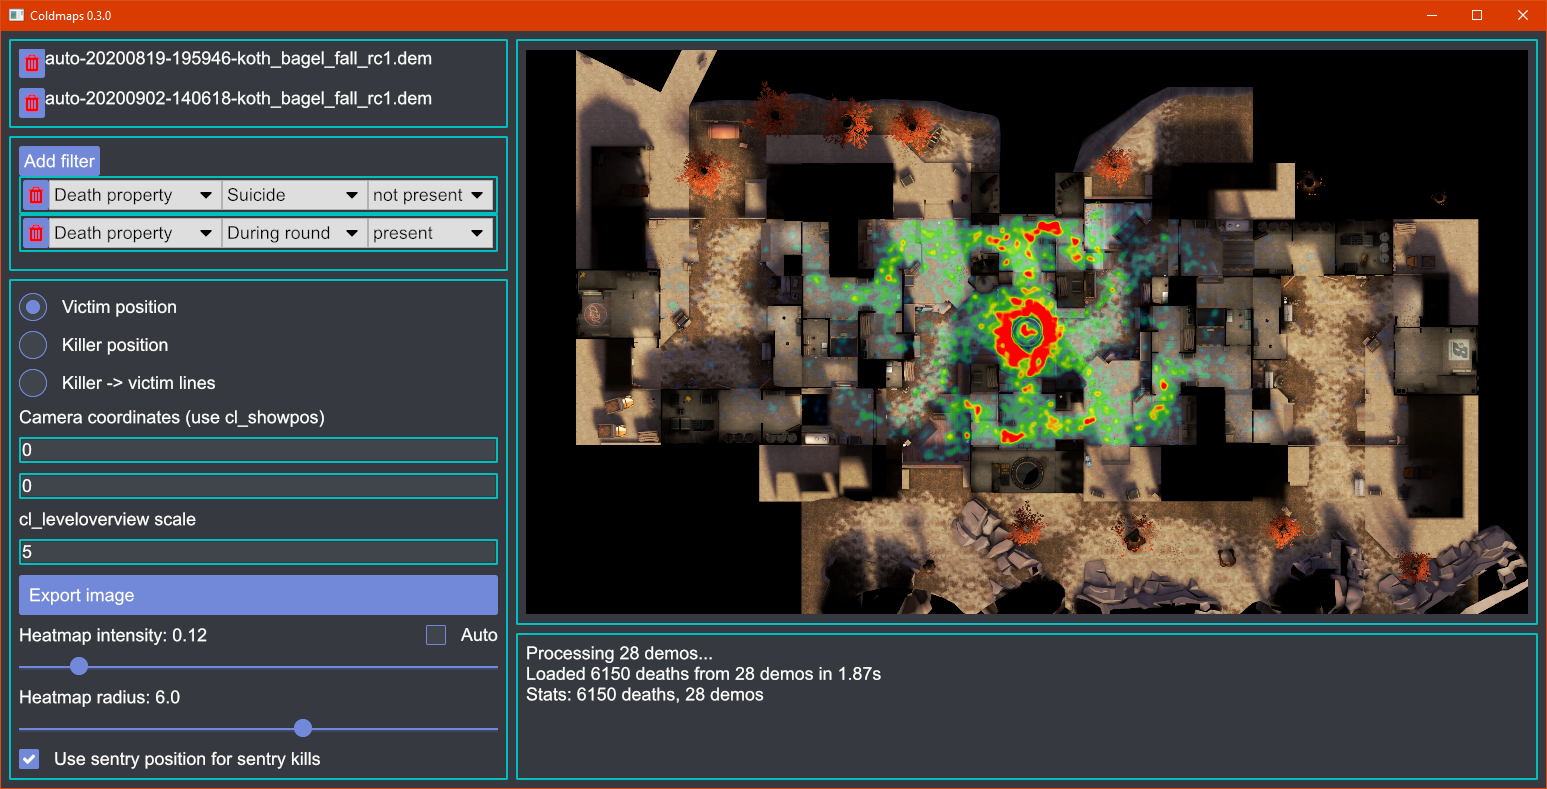 Coldmaps 0.3.0
auto-20200819-195946-koth_bagel_fall_rc1.dem
auto-20200902-140618-koth_bagel_fall_rc1.dem
Add filter
Death property Suicide not present
Death property During round present
Victim position
Killer position
Killer -> victim lines
Camera coordinates (use cl_showpos)
0
0
cl_leveloverview scale
5
Export image
Heatmap intensity: 0.12 Auto
Heatmap radius: 6.0
Use sentry position for sentry kills
Processing 28 demos...
Loaded 6150 deaths from 28 demos in 1.87s
Stats: 6150 deaths, 28 demos